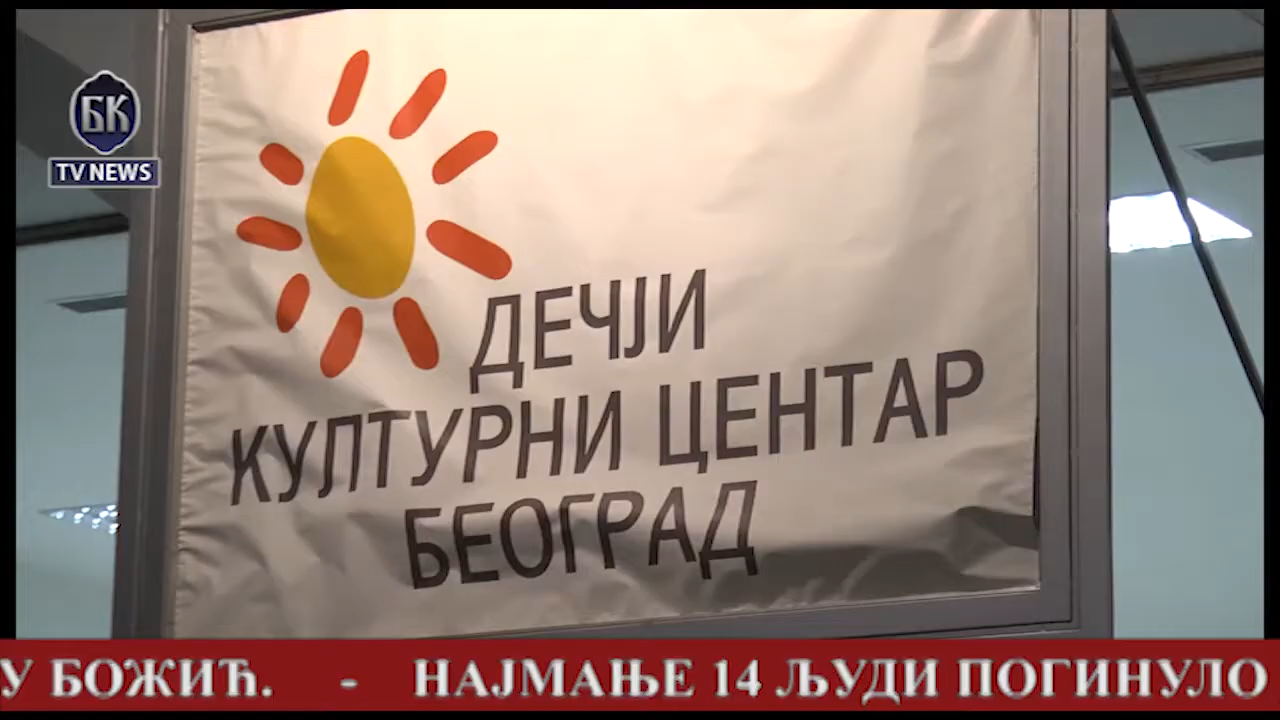 БК
TV NEWS
ДЕЧЈИ
КУЛТУРНИ ЦЕНТАР
БЕОГРАД
У БОЖИЋ. - НАЈМАЊЕ 14 ЉУДИ ПОГИНУЛО